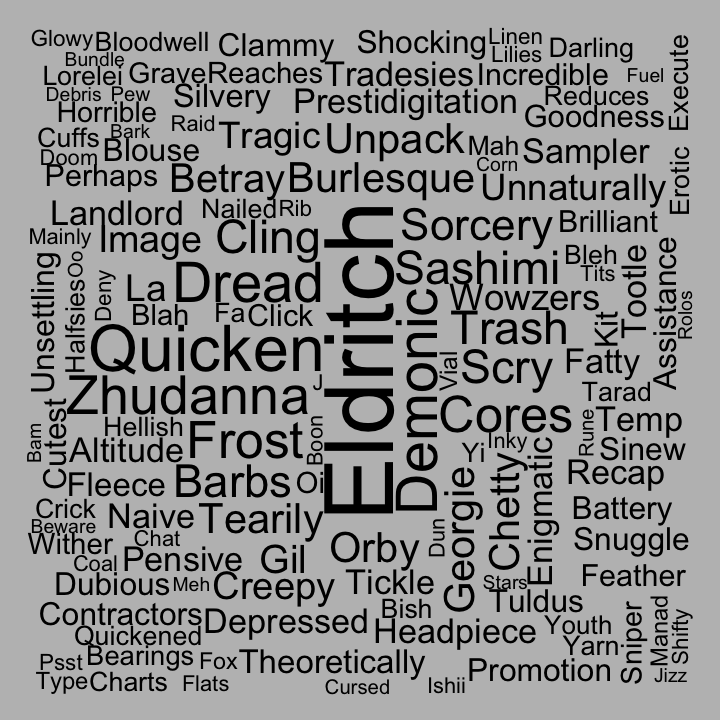 Glowy Bloodwell Clammy Shocking Linen
Bundle Lilies Darling
Lorelei Grave Reaches Tradesies Incredible Fuel Execute
Debris Pew Silvery Prestidigitation Reduces
Horrible Goodness
Cuffs Bark Raid Tragic Unpack Mah Sampler
Doom Blouse Corn
Perhaps Betray Burlesque Unnaturally Erotic
Landlord Nailed Rib Sorcery Brilliant
Mainly Image Cling Eldritch
Unsettling Halfsies Oo Deny La Dread Sashimi Bleh Tits Tootle Assistance Rolos
Blah Fa Click Demonic Wowzers
Quicken Vial Trash Kit
Scry Fatty
Zhudanna J Tarad
Bam Cutest Hellish Frost Boon Cores Rune Temp
Altitude Yi Inky Sinew
Fleece Barbs Oi Georgie Chetty Enigmatic Recap
Crick Naive Tearily Battery
Beware
Wither Chat Orby Dun Snuggle
Coal Pensive Gil
Dubious Meh Creepy Tickle Stars Feather
Contractors Depressed Bish Tuldus
Quickened Headpiece Youth Sniper Manad Shifty
Psst Bearings Fox Theoretically Yarn
Type Charts Flats Cursed Ishii Promotion Jizz